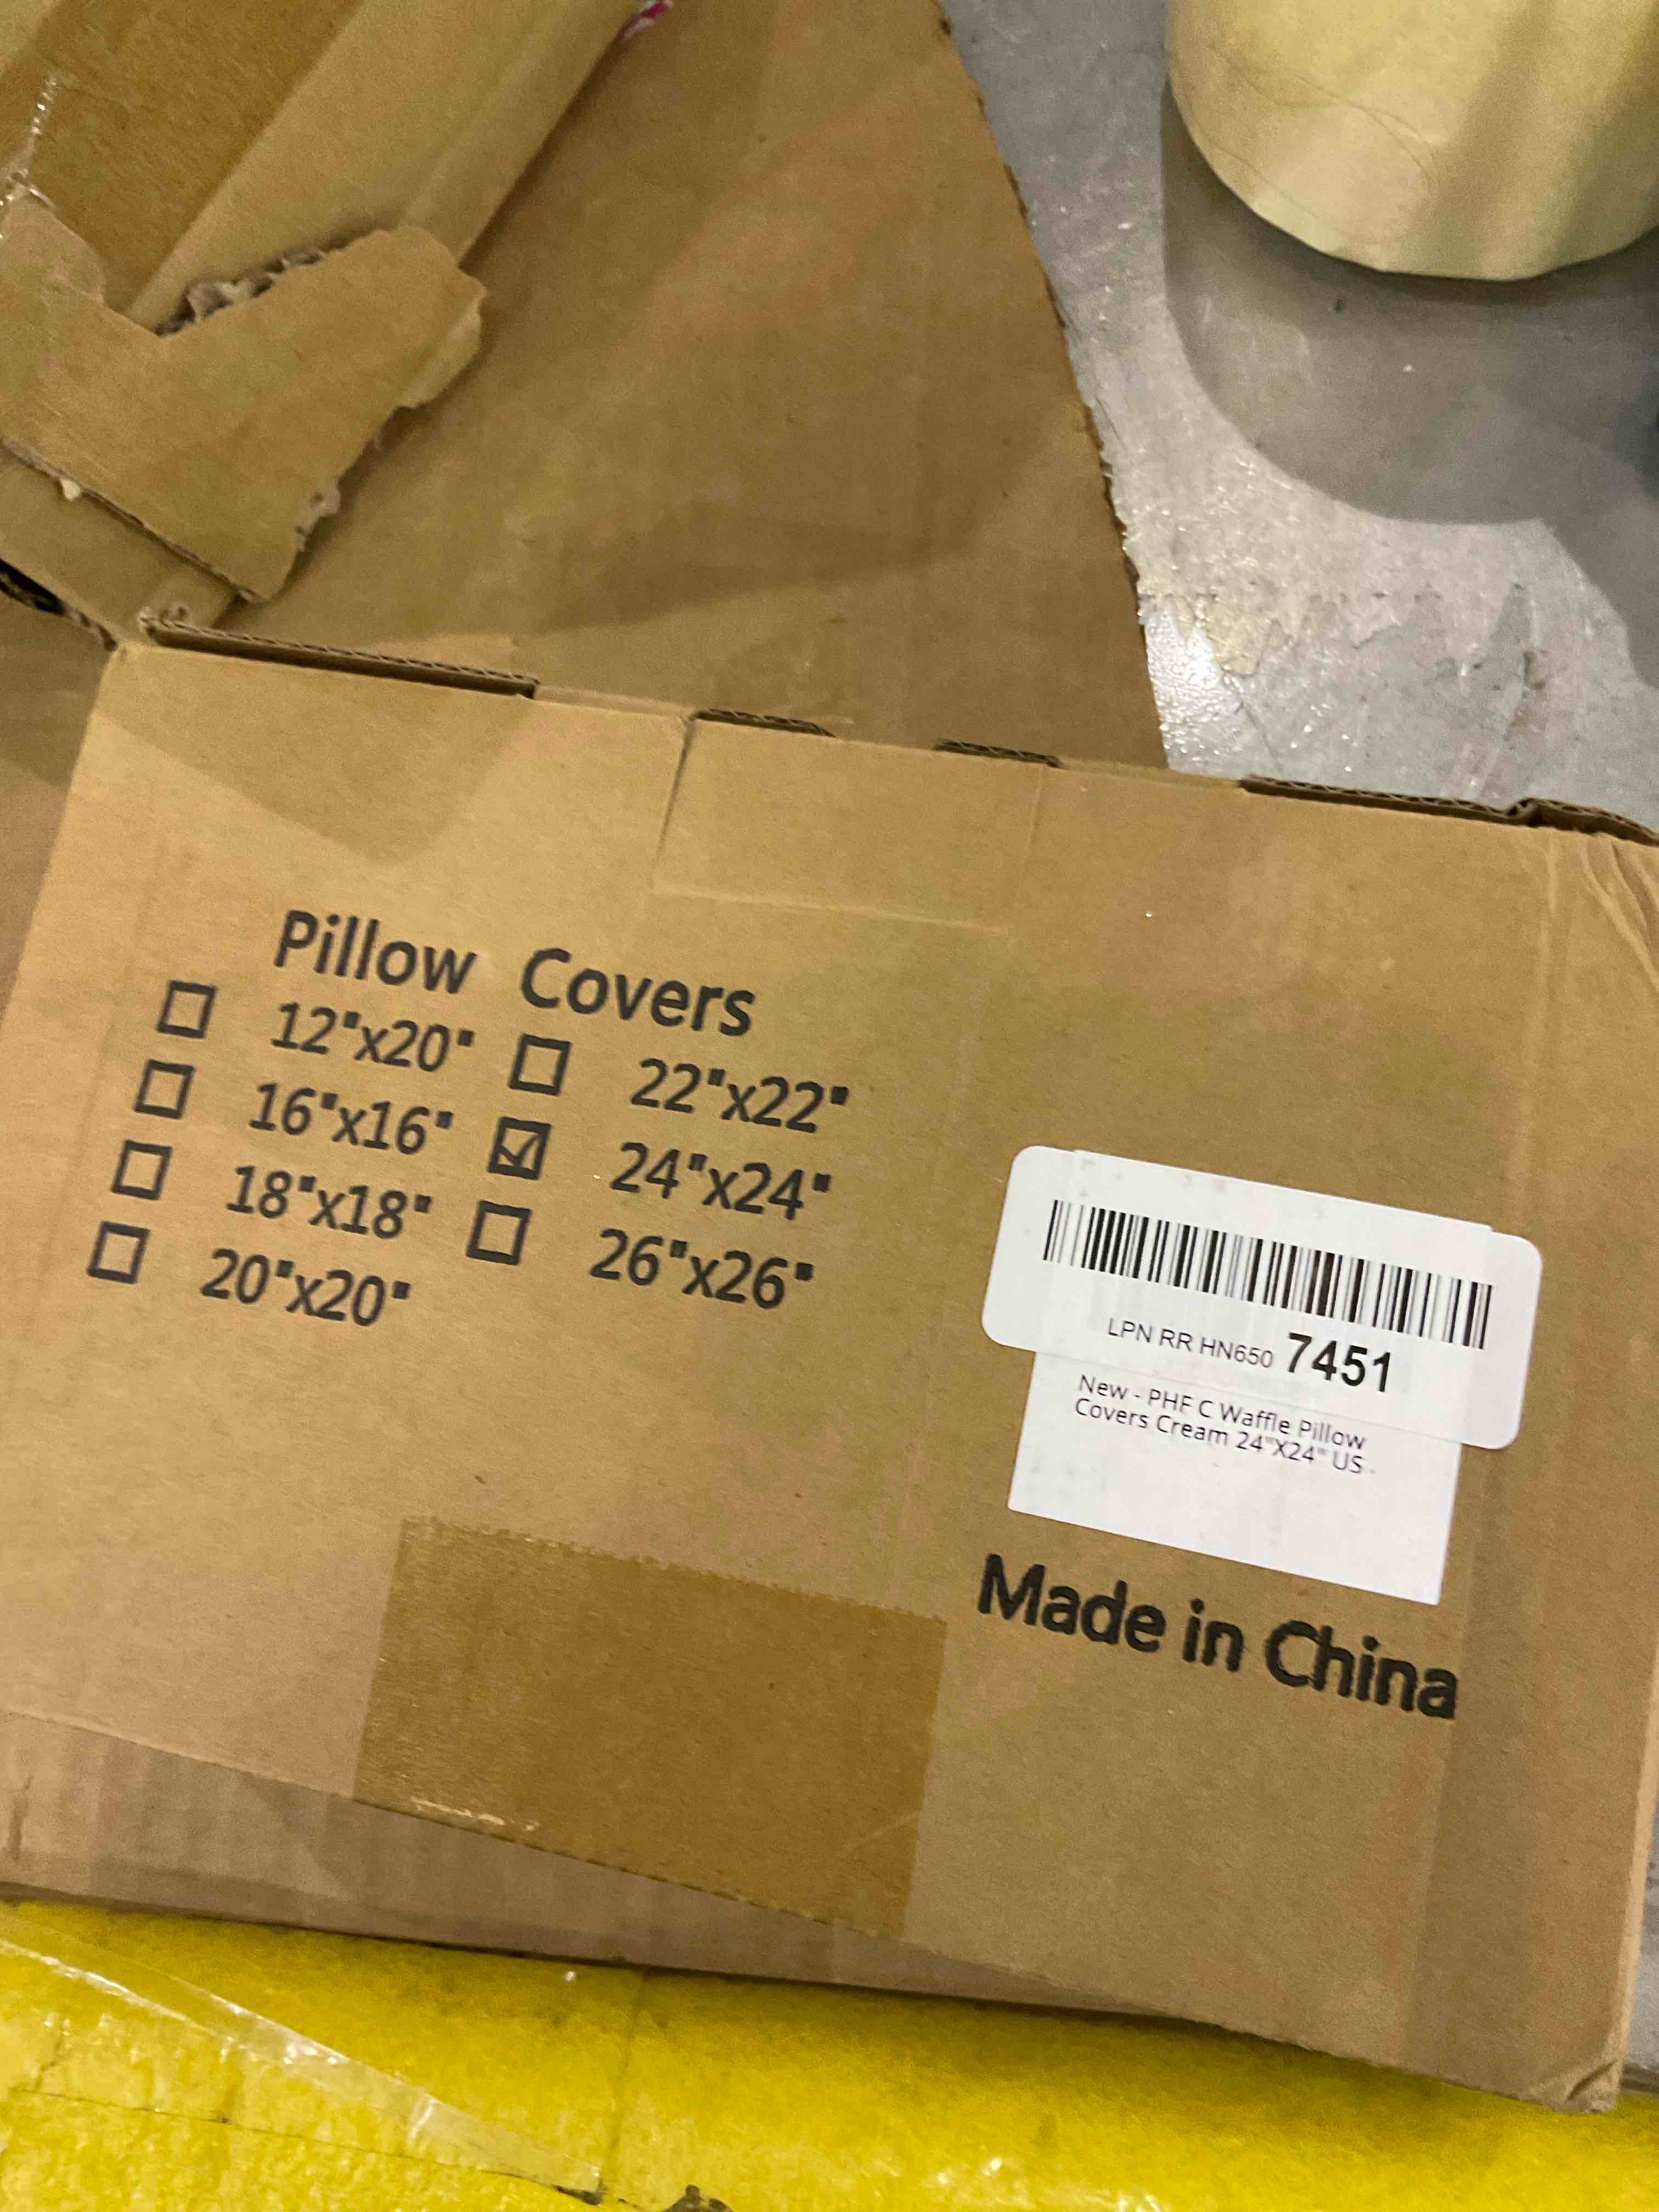 Pillow Covers
☐ 12"x20" ☐ 22"x22"
☐ 16"x16" ☑ 24"x24"
☐ 18"x18" ☐ 26"x26"
☐ 20"x20"
LPN RR HN650 7451
New - PHF C Waffle Pillow
Covers Cream 24"X24" US -
Made in China